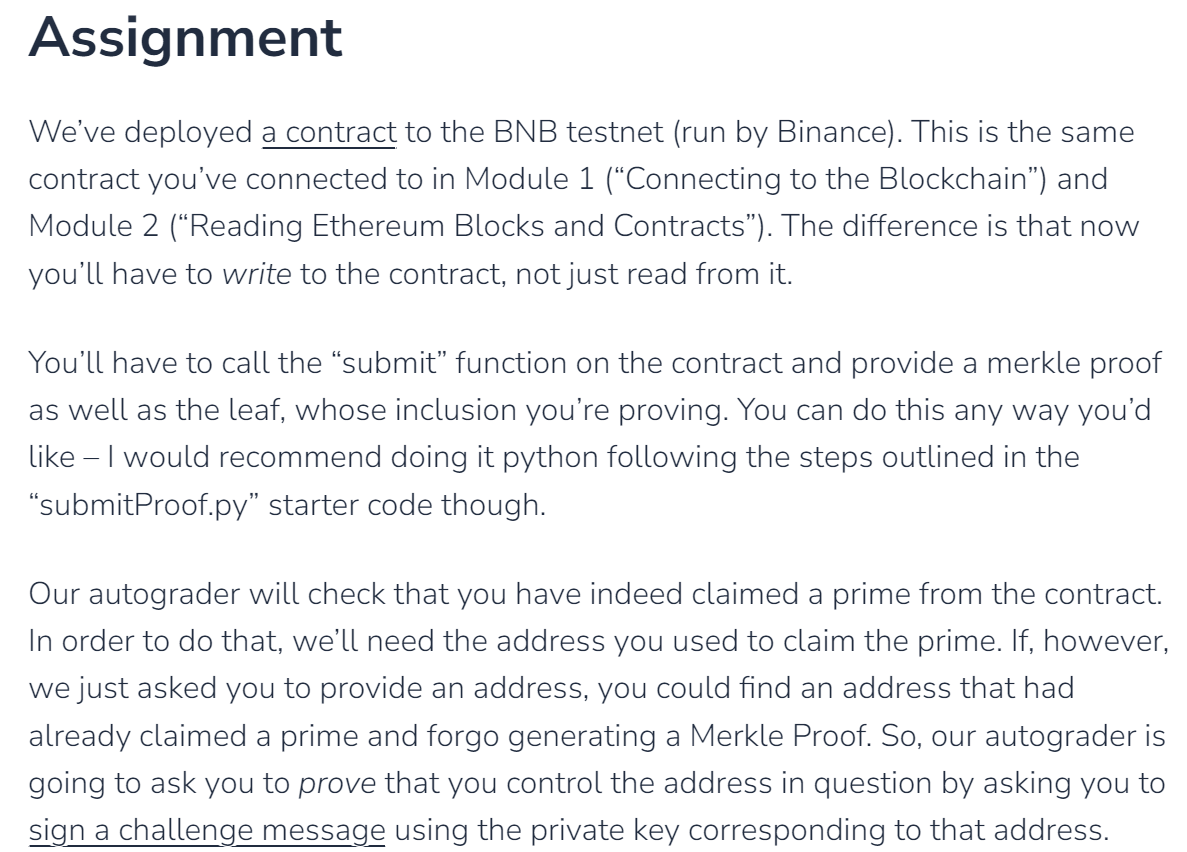 Assignment
We’ve deployed a contract to the BNB testnet (run by Binance). This is the same
contract you’ve connected to in Module 1 (“Connecting to the Blockchain”) and
Module 2 (“Reading Ethereum Blocks and Contracts”). The difference is that now
you’ll have to write to the contract, not just read from it.
You’ll have to call the “submit” function on the contract and provide a merkle proof
as well as the leaf, whose inclusion you’re proving. You can do this any way you’d
like – I would recommend doing it python following the steps outlined in the
“submitProof.py” starter code though.
Our autograder will check that you have indeed claimed a prime from the contract.
In order to do that, we’ll need the address you used to claim the prime. If, however,
we just asked you to provide an address, you could find an address that had
already claimed a prime and forgo generating a Merkle Proof. So, our autograder is
going to ask you to prove that you control the address in question by asking you to
sign a challenge message using the private key corresponding to that address.